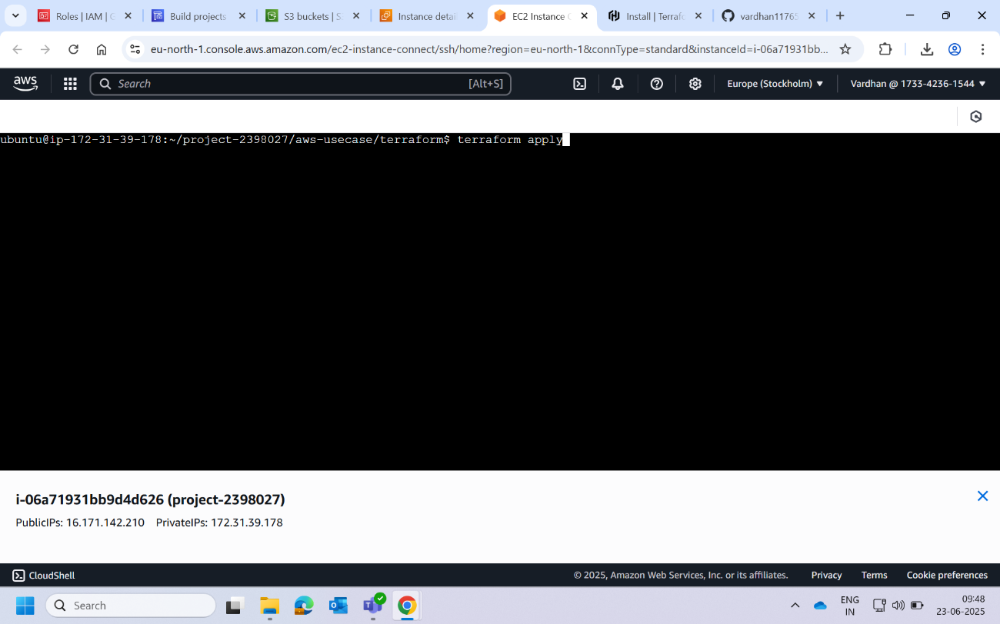 Roles | IAM | G
Build projects
S3 buckets | S
Instance detai
EC2 Instance C
Install | Terrafo
vardhan11765
eu-north-1.console.aws.amazon.com/ec2-instance-connect/ssh/home?region=eu-north-1&connType=standard&instanceId=i-06a71931bb...
aws
Search
[Alt+S]
Europe (Stockholm)
Vardhan @ 1733-4236-1544
ubuntu@ip-172-31-39-178:~/project-2398027/aws-usecase/terraform$ terraform apply
i-06a71931bb9d4d626 (project-2398027)
PublicIPs: 16.171.142.210 PrivateIPs: 172.31.39.178
CloudShell
© 2025, Amazon Web Services, Inc. or its affiliates.
Privacy
Terms
Cookie preferences
Search
ENG
IN
09:48
23-06-2025